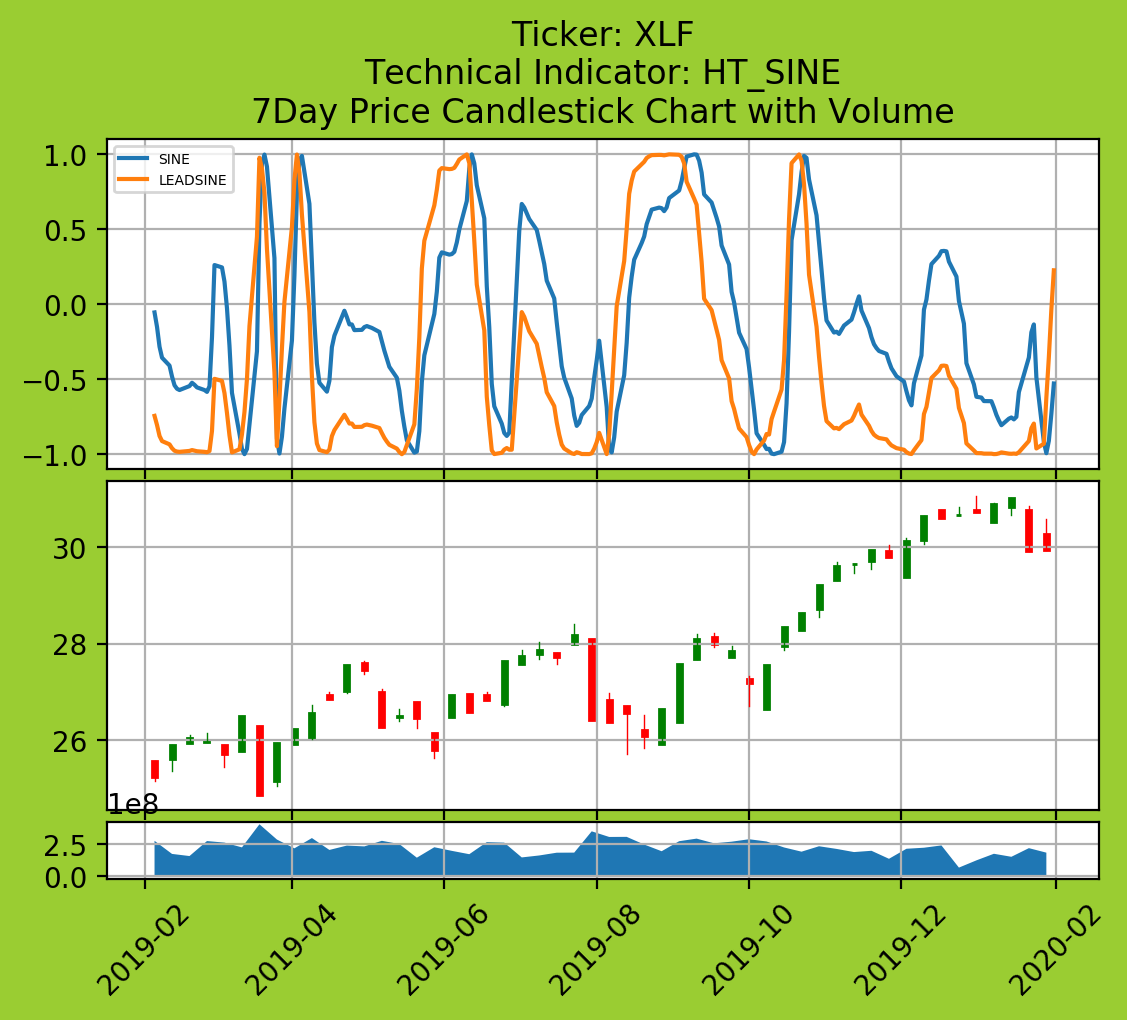 Ticker: XLF
Technical Indicator: HT_SINE
7Day Price Candlestick Chart with Volume
SINE
LEADSINE
1.0
0.5
0.0
−0.5
−1.0
30
28
26
1e8
2.5
0.0
2019-02
2019-04
2019-06
2019-08
2019-10
2019-12
2020-02